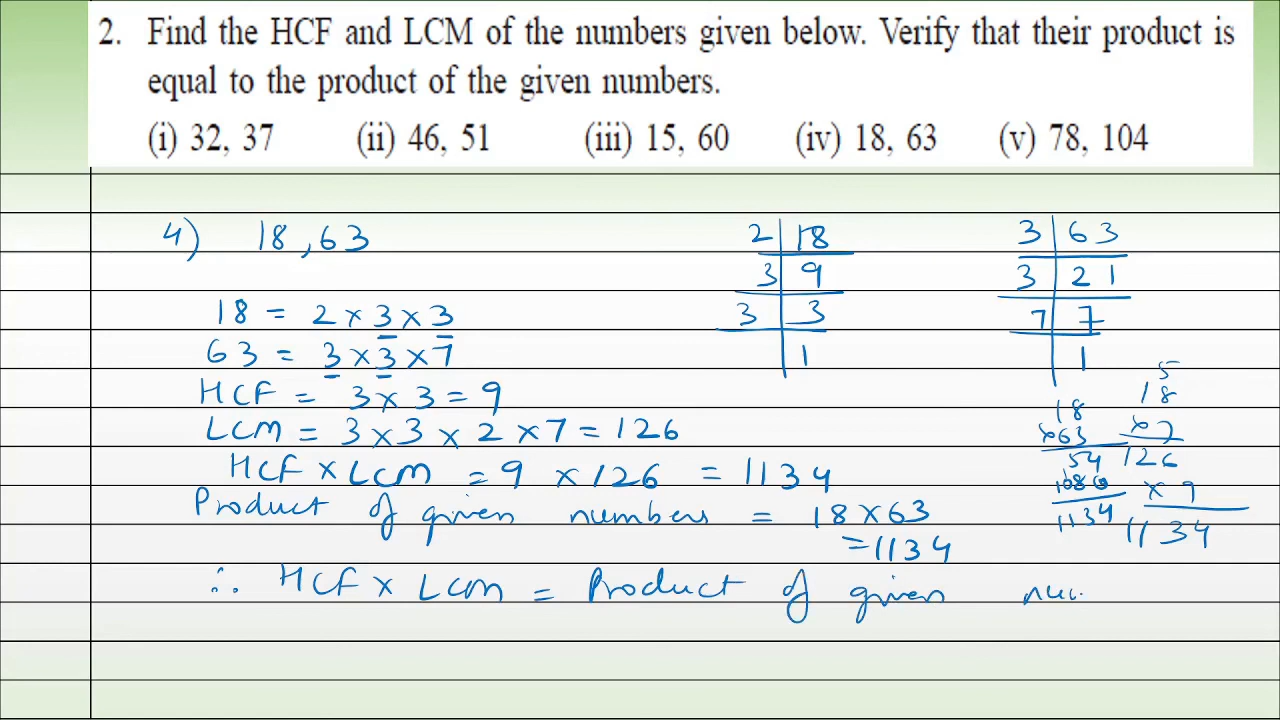 2. Find the HCF and LCM of the numbers given below. Verify that their product is
equal to the product of the given numbers.
(i) 32, 37 (ii) 46, 51 (iii) 15, 60 (iv) 18, 63 (v) 78, 104
4) 18, 63
2 | 18
3 | 9
3 | 3
1
3 | 63
3 | 21
7 | 7
1
18 = 2 × 3 × 3
63 = 3 × 3 × 7
HCF = 3 × 3 = 9
LCM = 3 × 3 × 2 × 7 = 126
HCF × LCM = 9 × 126 = 1134
Product of given numbers = 18 × 63
= 1134
∴ HCF × LCM = Product of given nu
18
×63
54
1080
1134
5
18
×7
126
× 9
1134